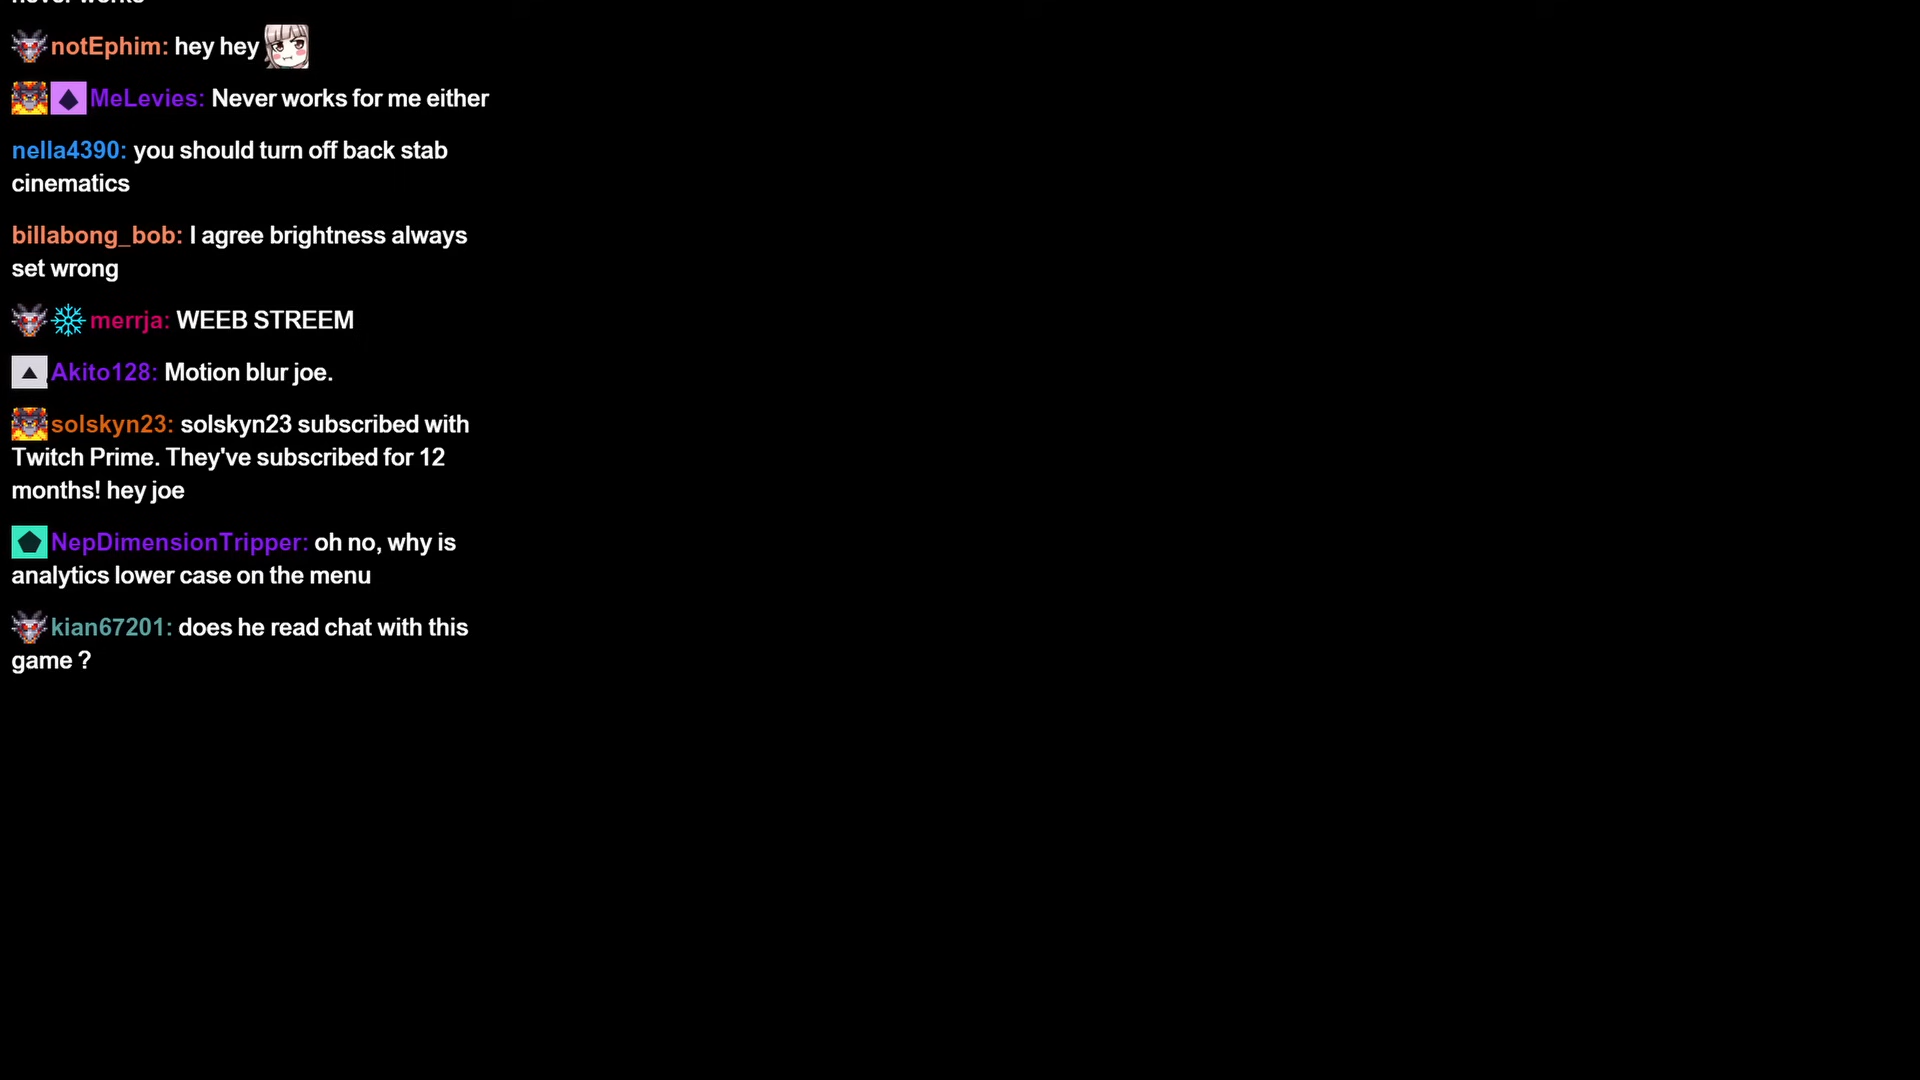 never works
notEphim: hey hey
MeLevies: Never works for me either
nella4390: you should turn off back stab
cinematics
billabong_bob: I agree brightness always
set wrong
merrja: WEEB STREEM
Akito128: Motion blur joe.
solskyn23: solskyn23 subscribed with
Twitch Prime. They've subscribed for 12
months! hey joe
NepDimensionTripper: oh no, why is
analytics lower case on the menu
kian67201: does he read chat with this
game ?